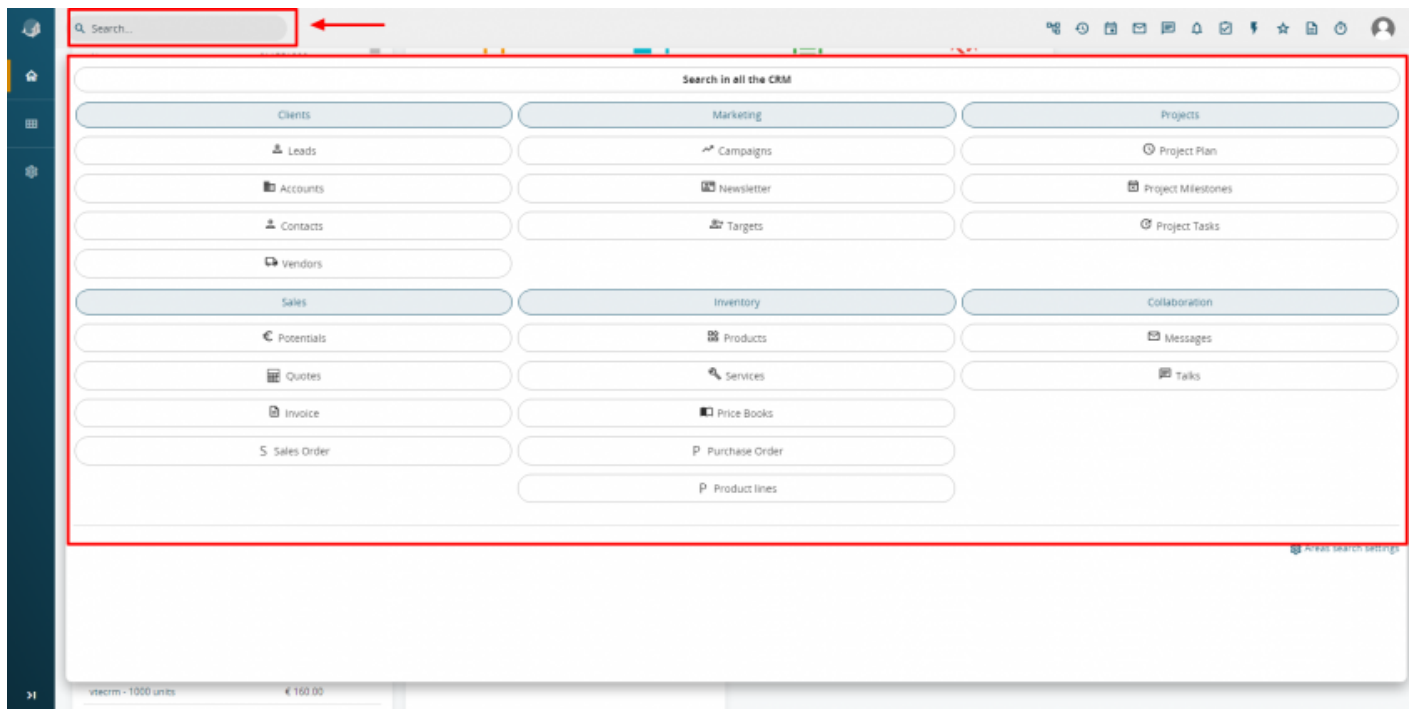 Search...
Search in all the CRM
Clients
Marketing
Projects
Leads
Campaigns
Project Plan
Accounts
Newsletter
Project Milestones
Contacts
Targets
Project Tasks
Vendors
Sales
Inventory
Collaboration
Potentials
Products
Messages
Quotes
Services
Talks
Invoice
Price Books
S Sales Order
P Purchase Order
P Product lines
Areas search settings
vtecrm - 1000 units
€ 160.00